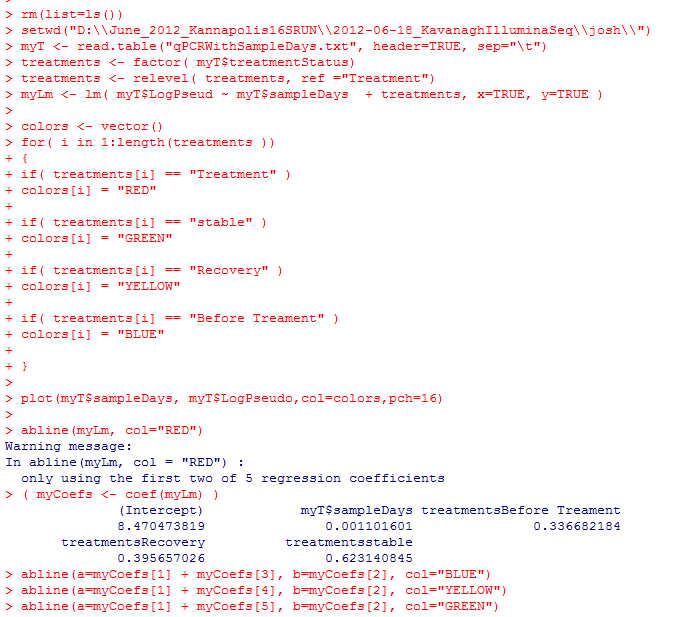 > rm(list=ls())
> setwd("D:\\June_2012_Kannapolis16SRUN\\2012-06-18_KavanaghIlluminaSeq\\josh\\")
> myT <- read.table("qPCRWithSampleDays.txt", header=TRUE, sep="\t")
> treatments <- factor( myT$treatmentStatus)
> treatments <- relevel( treatments, ref ="Treatment")
> myLm <- lm( myT$LogPseud ~ myT$sampleDays  + treatments, x=TRUE, y=TRUE )
>
> colors <- vector()
> for( i in 1:length(treatments ))
+ {
+ if( treatments[i] == "Treatment" )
+ colors[i] = "RED"
+
+ if( treatments[i] == "stable" )
+ colors[i] = "GREEN"
+
+ if( treatments[i] == "Recovery" )
+ colors[i] = "YELLOW"
+
+ if( treatments[i] == "Before Treament" )
+ colors[i] = "BLUE"
+
+ }
>
> plot(myT$sampleDays, myT$LogPseudo,col=colors,pch=16)
>
> abline(myLm, col="RED")
Warning message:
In abline(myLm, col = "RED") :
  only using the first two of 5 regression coefficients
> ( myCoefs <- coef(myLm) )
              (Intercept)          myT$sampleDays treatmentsBefore Treament
              8.470473819             0.001101601               0.336682184
       treatmentsRecovery        treatmentsstable
              0.395657026             0.623140845
> abline(a=myCoefs[1] + myCoefs[3], b=myCoefs[2], col="BLUE")
> abline(a=myCoefs[1] + myCoefs[4], b=myCoefs[2], col="YELLOW")
> abline(a=myCoefs[1] + myCoefs[5], b=myCoefs[2], col="GREEN")